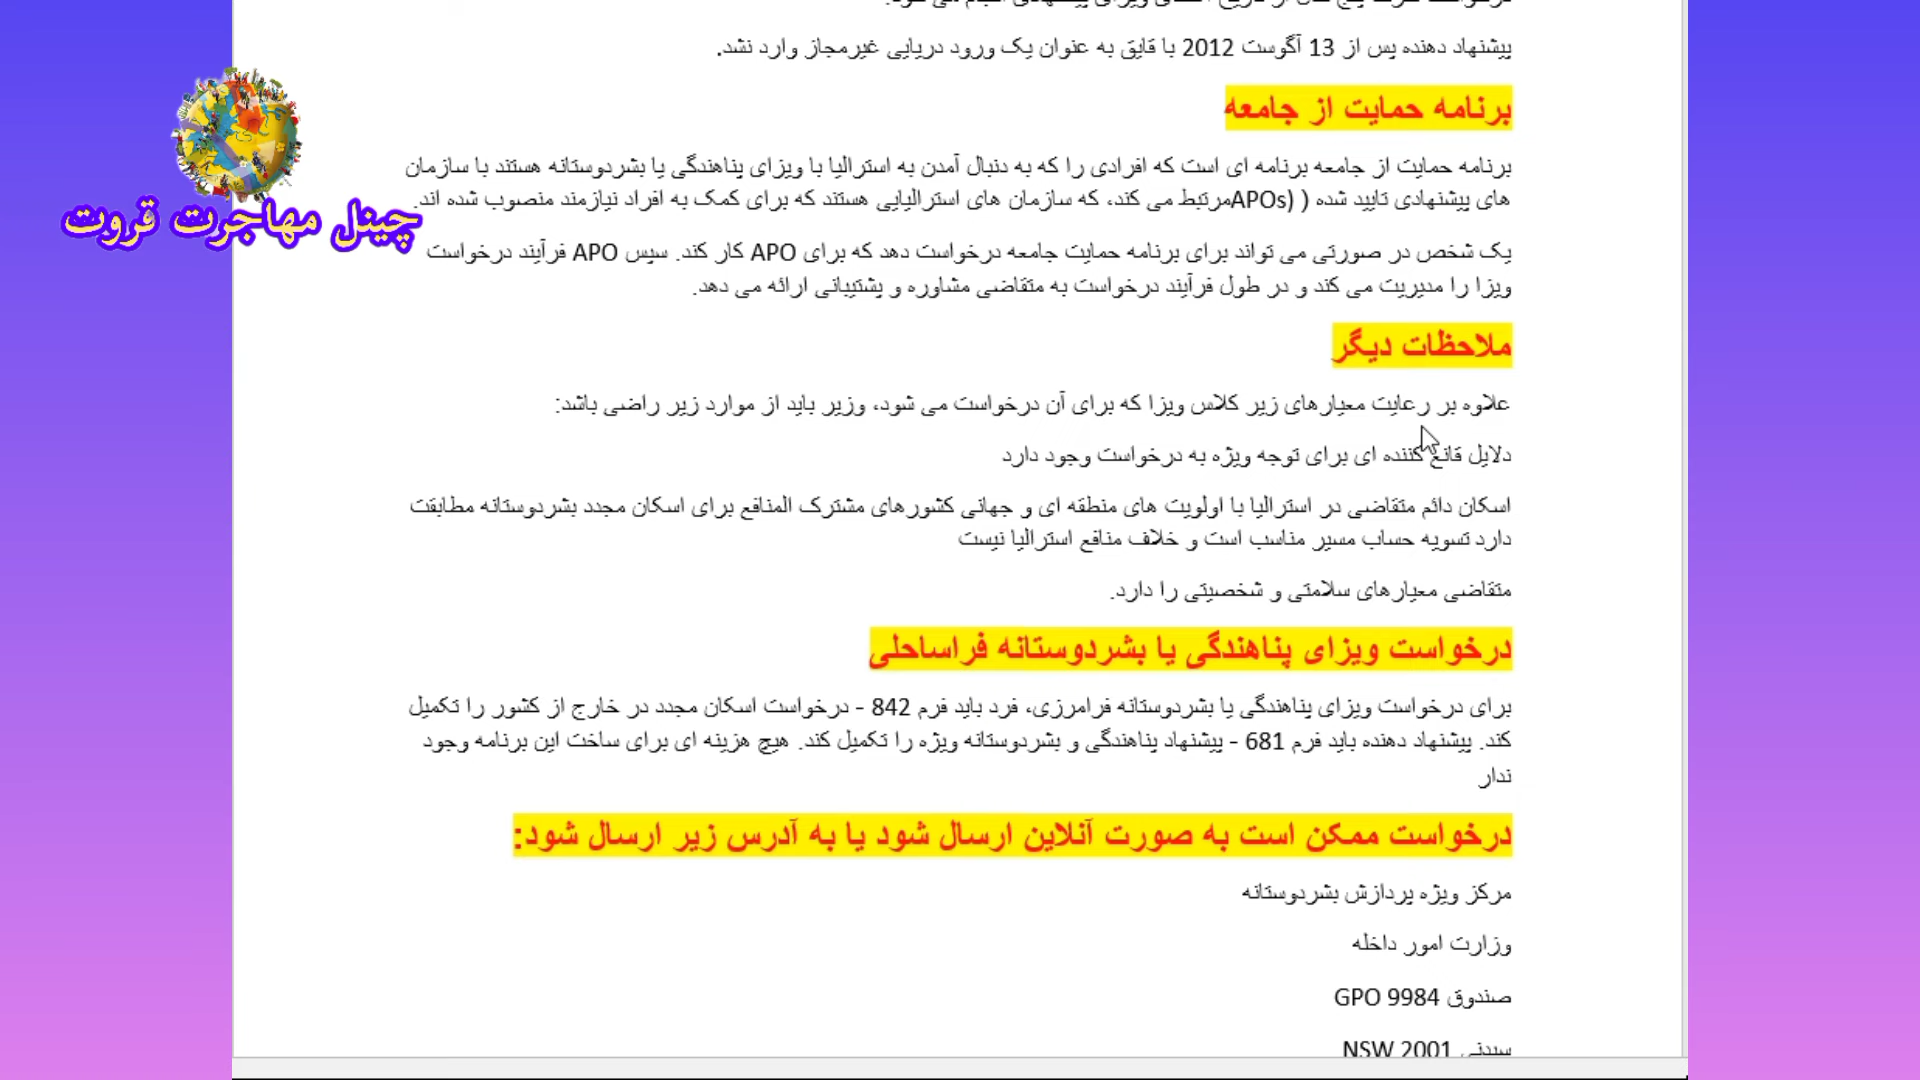 پیشنهاد دهنده پس از 13 آگوست 2012 با قایق به عنوان یک ورود دریایی غیرمجاز وارد نشد.
برنامه حمایت از جامعه
برنامه حمایت از جامعه برنامه ای است که افرادی را که به دنبال آمدن به استرالیا با ویزای پناهندگی یا بشردوستانه هستند با سازمان
های پیشنهادی تایید شده ( (APOsمرتبط می کند، که سازمان های استرالیایی هستند که برای کمک به افراد نیازمند منصوب شده اند.
چینل مهاجرت قروت
یک شخص در صورتی می تواند برای برنامه حمایت جامعه درخواست دهد که برای APO کار کند. سپس APO فرآیند درخواست
ویزا را مدیریت می کند و در طول فرآیند درخواست به متقاضی مشاوره و پشتیبانی ارائه می دهد.
ملاحظات دیگر
علاوه بر رعایت معیارهای زیر کلاس ویزا که برای آن درخواست می شود، وزیر باید از موارد زیر راضی باشد:
دلایل قانع کننده ای برای توجه ویژه به درخواست وجود دارد
اسکان دائم متقاضی در استرالیا با اولویت های منطقه ای و جهانی کشورهای مشترک المنافع برای اسکان مجدد بشردوستانه مطابقت
دارد تسویه حساب مسیر مناسب است و خلاف منافع استرالیا نیست
متقاضی معیارهای سلامتی و شخصیتی را دارد.
درخواست ویزای پناهندگی یا بشردوستانه فراساحلی
برای درخواست ویزای پناهندگی یا بشردوستانه فرامرزی، فرد باید فرم 842 - درخواست اسکان مجدد در خارج از کشور را تکمیل
کند. پیشنهاد دهنده باید فرم 681 - پیشنهاد پناهندگی و بشردوستانه ویژه را تکمیل کند. هیچ هزینه ای برای ساخت این برنامه وجود
ندار
درخواست ممکن است به صورت آنلاین ارسال شود یا به آدرس زیر ارسال شود:
مرکز ویژه پردازش بشردوستانه
وزارت امور داخله
صندوق GPO 9984
سیدنی NSW 2001